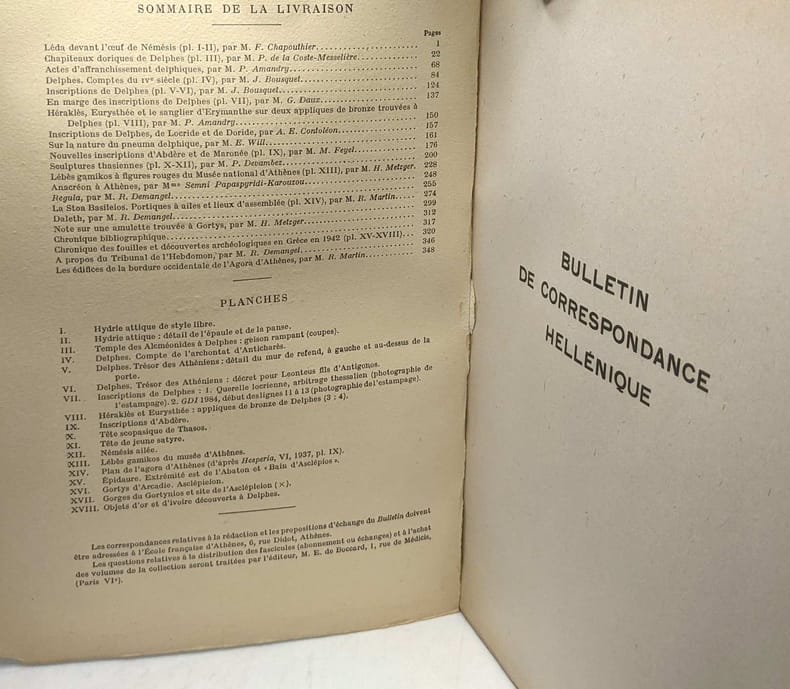 SOMMAIRE DE LA LIVRAISON
Pages
Léda devant l'œuf de Némésis (pl. I-II), par M. F. Chapouthier 1
Chapiteaux doriques de Delphes (pl. III), par M. P. de la Coste-Messelière 22
Actes d'affranchissement delphiques, par M. P. Amandry 68
Delphes. Comptes du IVe siècle (pl. IV), par M. J. Bousquet 84
Inscriptions de Delphes (pl. V-VI), par M. J. Bousquet 124
En marge des inscriptions de Delphes (pl. VII), par M. G. Daux 137
Héraklès, Eurysthée et le sanglier d'Erymanthe sur deux appliques de bronze trouvées à
Delphes (pl. VIII), par M. P. Amandry 150
Inscriptions de Delphes, de Locride et de Doride, par A. E. Contoléon 157
Sur la nature du pneuma delphique, par M. E. Will 161
Nouvelles inscriptions d'Abdère et de Maronée (pl. IX), par M. M. Feyel 176
Sculptures thasiennes (pl. X-XII), par M. P. Devambez 200
Lébès gamikos à figures rouges du Musée national d'Athènes (pl. XIII), par M. H. Metzger. 228
Anacréon à Athènes, par Mme Semni Papaspyridi-Karouzou 248
Regula, par M. R. Demangel 255
La Stoa Basileios. Portiques à ailes et lieux d'assemblée (pl. XIV), par M. R. Martin 274
Daleth, par M. R. Demangel 299
Note sur une amulette trouvée à Gortys, par M. H. Metzger 312
Chronique bibliographique 317
Chronique des fouilles et découvertes archéologiques en Grèce en 1942 (pl. XV-XVIII) 320
A propos du Tribunal de l'Hebdomon, par M. R. Demangel 346
Les édifices de la bordure occidentale de l'Agora d'Athènes, par M. R. Martin 348
PLANCHES
I. Hydrie attique de style libre.
II. Hydrie attique : détail de l'épaule et de la panse.
III. Temple des Alcméonides à Delphes : geison rampant (coupes).
IV. Delphes. Compte de l'archontat d'Anticharès.
V. Delphes. Trésor des Athéniens : détail du mur de refend, à gauche et au-dessus de la
porte.
VI. Delphes. Trésor des Athéniens : décret pour Leonteus fils d'Antigonos.
VII. Inscriptions de Delphes : 1. Querelle locrienne, arbitrage thessalien (photographie de
l'estampage). 2. GDI 1984, début des lignes 11 à 13 (photographie de l'estampage).
VIII. Héraklès et Eurysthée : appliques de bronze de Delphes (3 : 4).
IX. Inscriptions d'Abdère.
X. Tête scopasique de Thasos.
XI. Tête de jeune satyre.
XII. Némésis ailée.
XIII. Lébès gamikos du musée d'Athènes.
XIV. Plan de l'agora d'Athènes (d'après Hesperia, VI, 1937, pl. IX).
XV. Épidaure. Extrémité est de l'Abaton et « Bain d'Asclépios ».
XVI. Gortys d'Arcadie. Asclépieion.
XVII. Gorges du Gortynios et site de l'Asclépieion (×).
XVIII. Objets d'or et d'ivoire découverts à Delphes.
Les correspondances relatives à la rédaction et les propositions d'échange du Bulletin doivent
être adressées à l'École française d'Athènes, 6, rue Didot, Athènes.
Les questions relatives à la distribution des fascicules (abonnement ou échanges) et à l'achat
des volumes de la collection seront traitées par l'éditeur, M. E. de Boccard, 1, rue de Médicis,
(Paris VIe).
BULLETIN
DE CORRESPONDANCE
HELLÉNIQUE